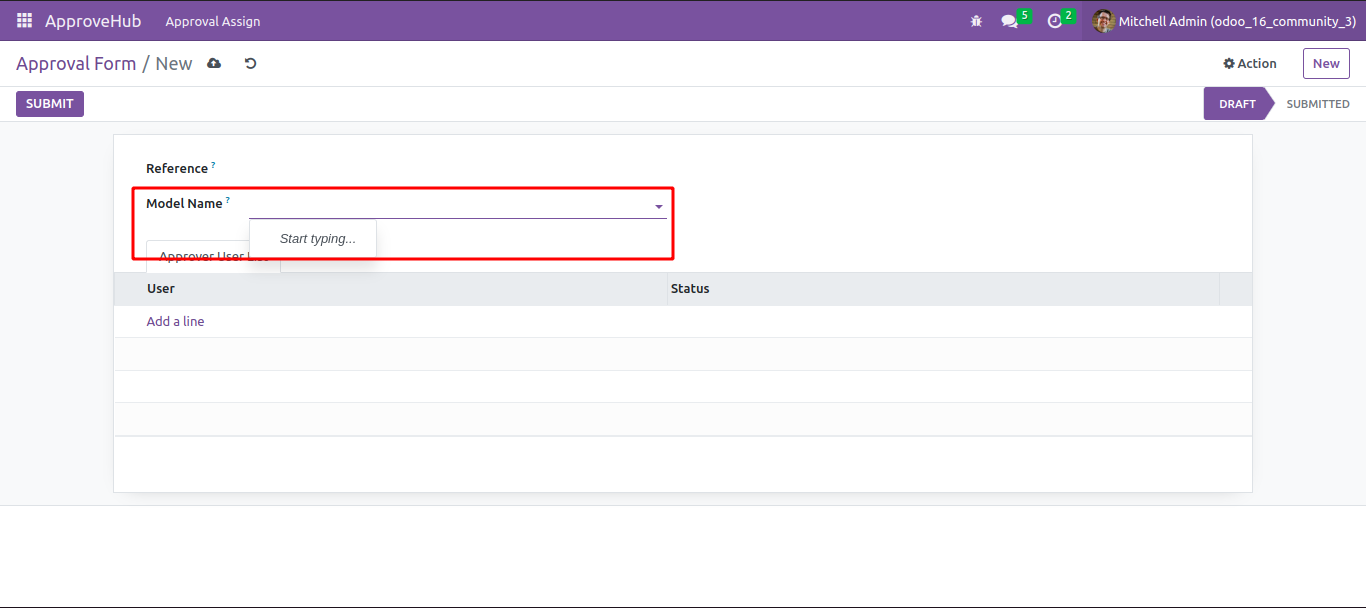 ApproveHub Approval Assign 5 2 Mitchell Admin (odoo_16_community_3)
Approval Form / New Action New
SUBMIT DRAFT SUBMITTED
Reference ?
Model Name ?
Start typing...
Approver User List
User Status
Add a line